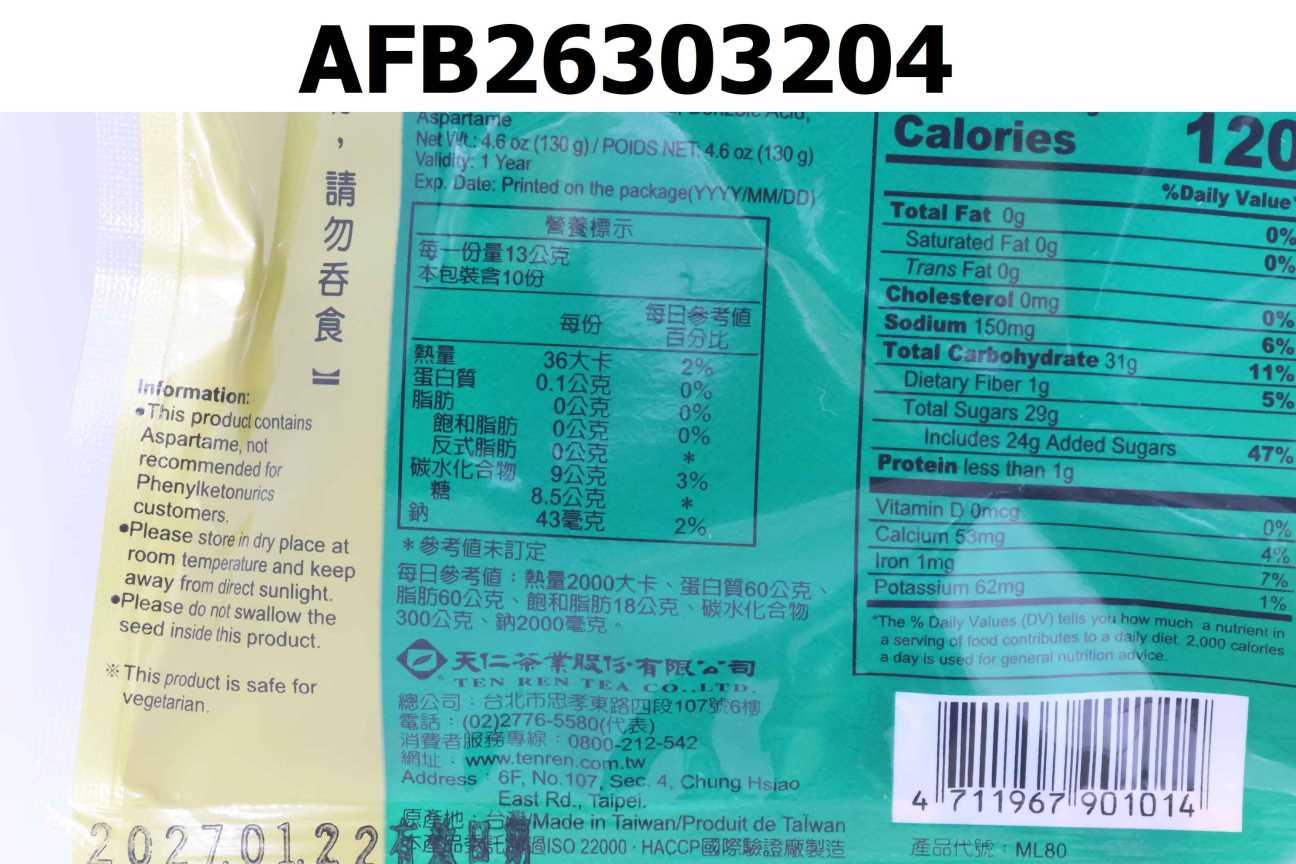 AFB26303204
，請勿吞食】
Information:
•This product contains
Aspartame, not
recommended for
Phenylketonurics
customers.
•Please store in dry place at
room temperature and keep
away from direct sunlight.
•Please do not swallow the
seed inside this product.
※This product is safe for
vegetarian.
2027.01.22
Aspartame
Net Wt.: 4.6 oz (130 g) / POIDS NET: 4.6 oz (130 g)
Validity: 1 Year
Exp. Date: Printed on the package(YYYY/MM/DD)
營養標示
每一份量13公克
本包裝含10份
每份 每日參考值
百分比
熱量 36大卡 2%
蛋白質 0.1公克 0%
脂肪 0公克 0%
飽和脂肪 0公克 0%
反式脂肪 0公克 *
碳水化合物 9公克 3%
糖 8.5公克 *
鈉 43毫克 2%
*參考值未訂定
每日參考值：熱量2000大卡、蛋白質60公克、
脂肪60公克、飽和脂肪18公克、碳水化合物
300公克、鈉2000毫克。
天仁茶業股份有限公司
TEN REN TEA CO.,LTD.
總公司：台北市忠孝東路四段107號6樓
電話：(02)2776-5580(代表)
消費者服務專線：0800-212-542
網址：www.tenren.com.tw
Address：6F, No.107, Sec. 4, Chung Hsiao
East Rd., Taipei.
原產地：台灣/Made in Taiwan/Produit de Taïwan
ISO 22000．HACCP國際驗證廠製造
Calories 120
%Daily Value*
Total Fat 0g 0%
Saturated Fat 0g 0%
Trans Fat 0g
Cholesterol 0mg 0%
Sodium 150mg 6%
Total Carbohydrate 31g 11%
Dietary Fiber 1g 5%
Total Sugars 29g
Includes 24g Added Sugars 47%
Protein less than 1g
Vitamin D 0mcg 0%
Calcium 53mg 4%
Iron 1mg 7%
Potassium 62mg 1%
*The % Daily Values (DV) tells you how much a nutrient in
a serving of food contributes to a daily diet. 2,000 calories
a day is used for general nutrition advice.
4 711967 901014
產品代號：ML80